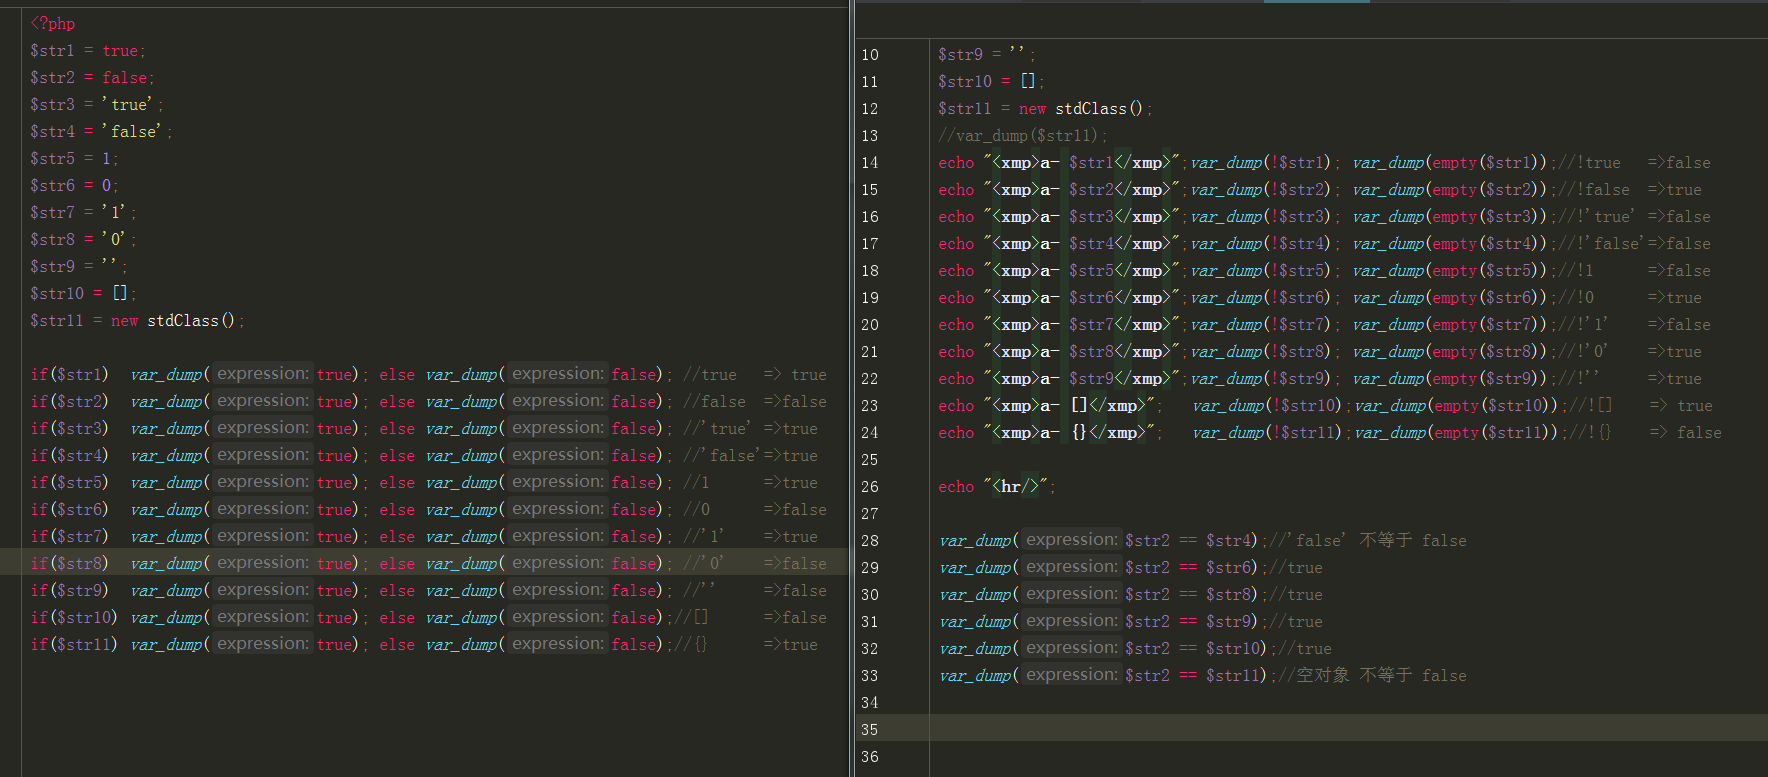 <?php
$str1 = true;
$str2 = false;
$str3 = 'true';
$str4 = 'false';
$str5 = 1;
$str6 = 0;
$str7 = '1';
$str8 = '0';
$str9 = '';
$str10 = [];
$str11 = new stdClass();
if($str1)  var_dump( expression: true); else var_dump( expression: false); //true   => true
if($str2)  var_dump( expression: true); else var_dump( expression: false); //false  =>false
if($str3)  var_dump( expression: true); else var_dump( expression: false); //'true' =>true
if($str4)  var_dump( expression: true); else var_dump( expression: false); //'false'=>true
if($str5)  var_dump( expression: true); else var_dump( expression: false); //1      =>true
if($str6)  var_dump( expression: true); else var_dump( expression: false); //0      =>false
if($str7)  var_dump( expression: true); else var_dump( expression: false); //'1'    =>true
if($str8)  var_dump( expression: true); else var_dump( expression: false); //'0'    =>false
if($str9)  var_dump( expression: true); else var_dump( expression: false); //''     =>false
if($str10) var_dump( expression: true); else var_dump( expression: false);//[]      =>false
if($str11) var_dump( expression: true); else var_dump( expression: false);//{}      =>true
10 $str9 = '';
11 $str10 = [];
12 $str11 = new stdClass();
13 //var_dump($str11);
14 echo "<xmp>a- $str1</xmp>";var_dump(!$str1); var_dump(empty($str1));//!true   =>false
15 echo "<xmp>a- $str2</xmp>";var_dump(!$str2); var_dump(empty($str2));//!false  =>true
16 echo "<xmp>a- $str3</xmp>";var_dump(!$str3); var_dump(empty($str3));//!'true' =>false
17 echo "<xmp>a- $str4</xmp>";var_dump(!$str4); var_dump(empty($str4));//!'false'=>false
18 echo "<xmp>a- $str5</xmp>";var_dump(!$str5); var_dump(empty($str5));//!1      =>false
19 echo "<xmp>a- $str6</xmp>";var_dump(!$str6); var_dump(empty($str6));//!0      =>true
20 echo "<xmp>a- $str7</xmp>";var_dump(!$str7); var_dump(empty($str7));//!'1'    =>false
21 echo "<xmp>a- $str8</xmp>";var_dump(!$str8); var_dump(empty($str8));//!'0'    =>true
22 echo "<xmp>a- $str9</xmp>";var_dump(!$str9); var_dump(empty($str9));//!''     =>true
23 echo "<xmp>a- []</xmp>";   var_dump(!$str10);var_dump(empty($str10));//![]    => true
24 echo "<xmp>a- {}</xmp>";   var_dump(!$str11);var_dump(empty($str11));//!{}    => false
25
26 echo "<hr/>";
27
28 var_dump( expression: $str2 == $str4);//'false' 不等于 false
29 var_dump( expression: $str2 == $str6);//true
30 var_dump( expression: $str2 == $str8);//true
31 var_dump( expression: $str2 == $str9);//true
32 var_dump( expression: $str2 == $str10);//true
33 var_dump( expression: $str2 == $str11);//空对象 不等于 false
34
35
36